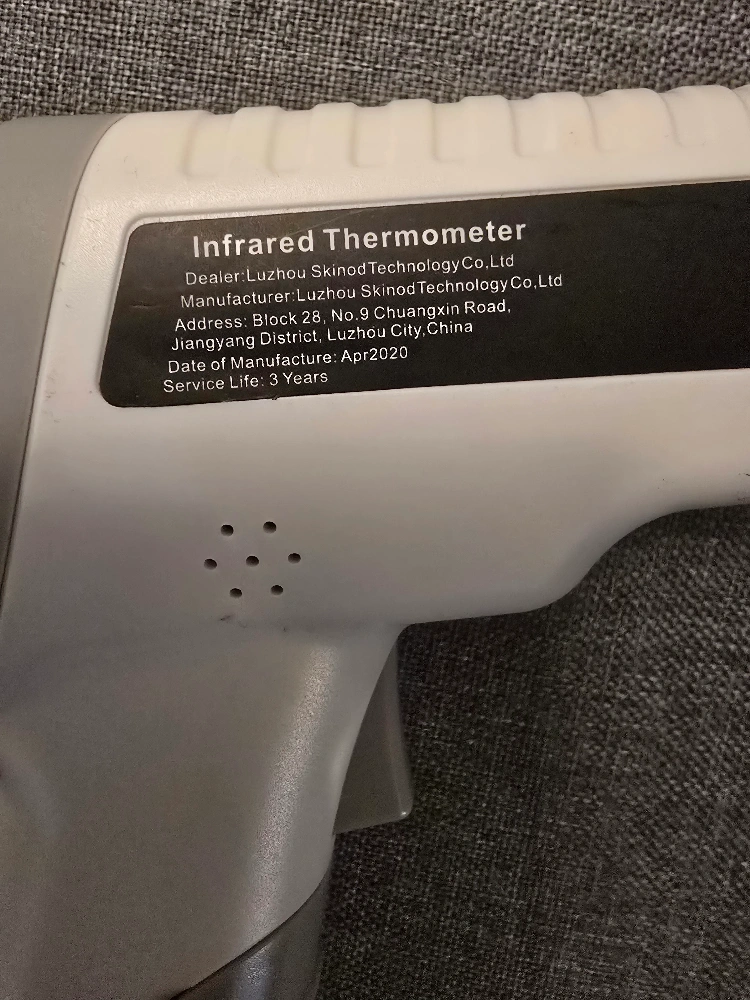 Infrared Thermometer
Dealer:Luzhou SkinodTechnologyCo,Ltd
Manufacturer:Luzhou SkinodTechnologyCo,Ltd
Address: Block 28, No.9 Chuangxin Road,
Jiangyang District, Luzhou City,China
Date of Manufacture: Apr2020
Service Life: 3 Years